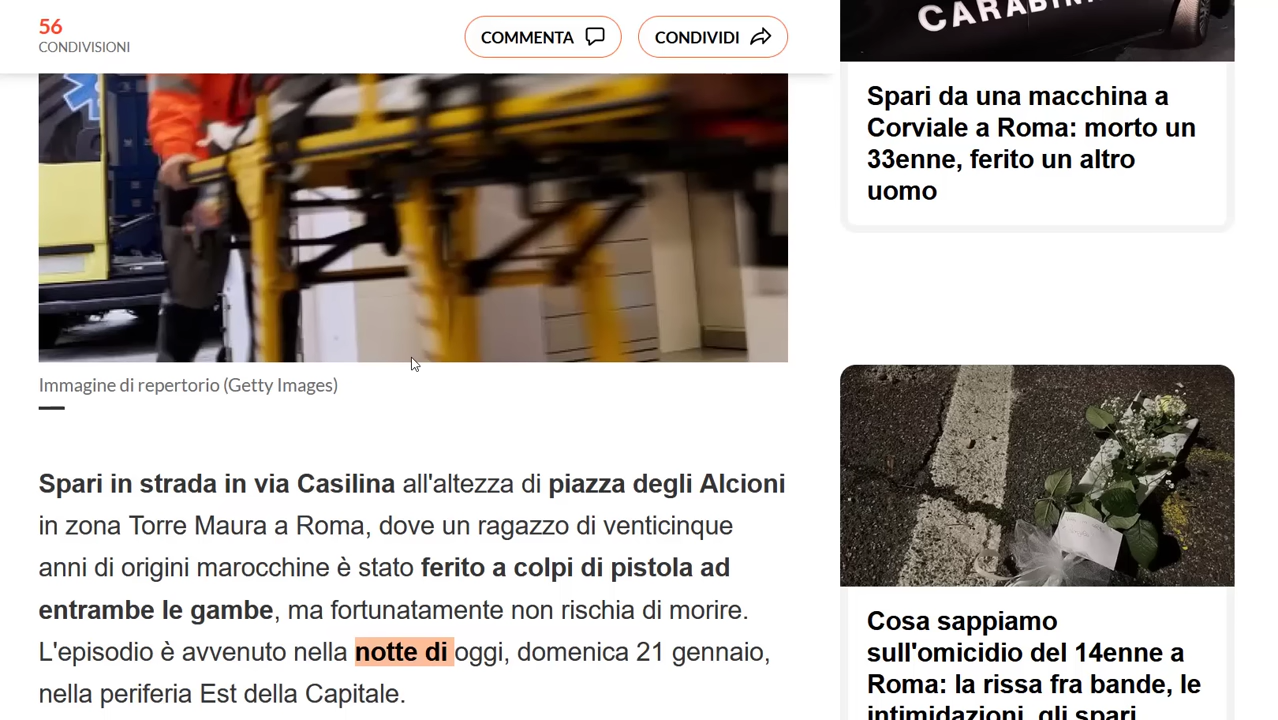 56
CONDIVISIONI
COMMENTA
CONDIVIDI
Immagine di repertorio (Getty Images)
Spari in strada in via Casilina all'altezza di piazza degli Alcioni
in zona Torre Maura a Roma, dove un ragazzo di venticinque
anni di origini marocchine è stato ferito a colpi di pistola ad
entrambe le gambe, ma fortunatamente non rischia di morire.
L'episodio è avvenuto nella notte di oggi, domenica 21 gennaio,
nella periferia Est della Capitale.
Spari da una macchina a
Corviale a Roma: morto un
33enne, ferito un altro
uomo
Cosa sappiamo
sull'omicidio del 14enne a
Roma: la rissa fra bande, le
intimidazioni, gli spari